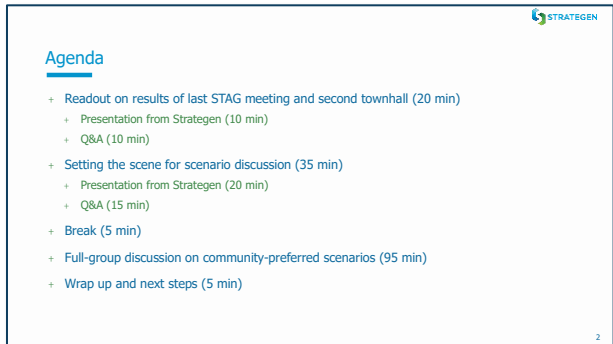 STRATEGEN
Agenda
+ Readout on results of last STAG meeting and second townhall (20 min)
+ Presentation from Strategen (10 min)
+ Q&A (10 min)
+ Setting the scene for scenario discussion (35 min)
+ Presentation from Strategen (20 min)
+ Q&A (15 min)
+ Break (5 min)
+ Full-group discussion on community-preferred scenarios (95 min)
+ Wrap up and next steps (5 min)
2